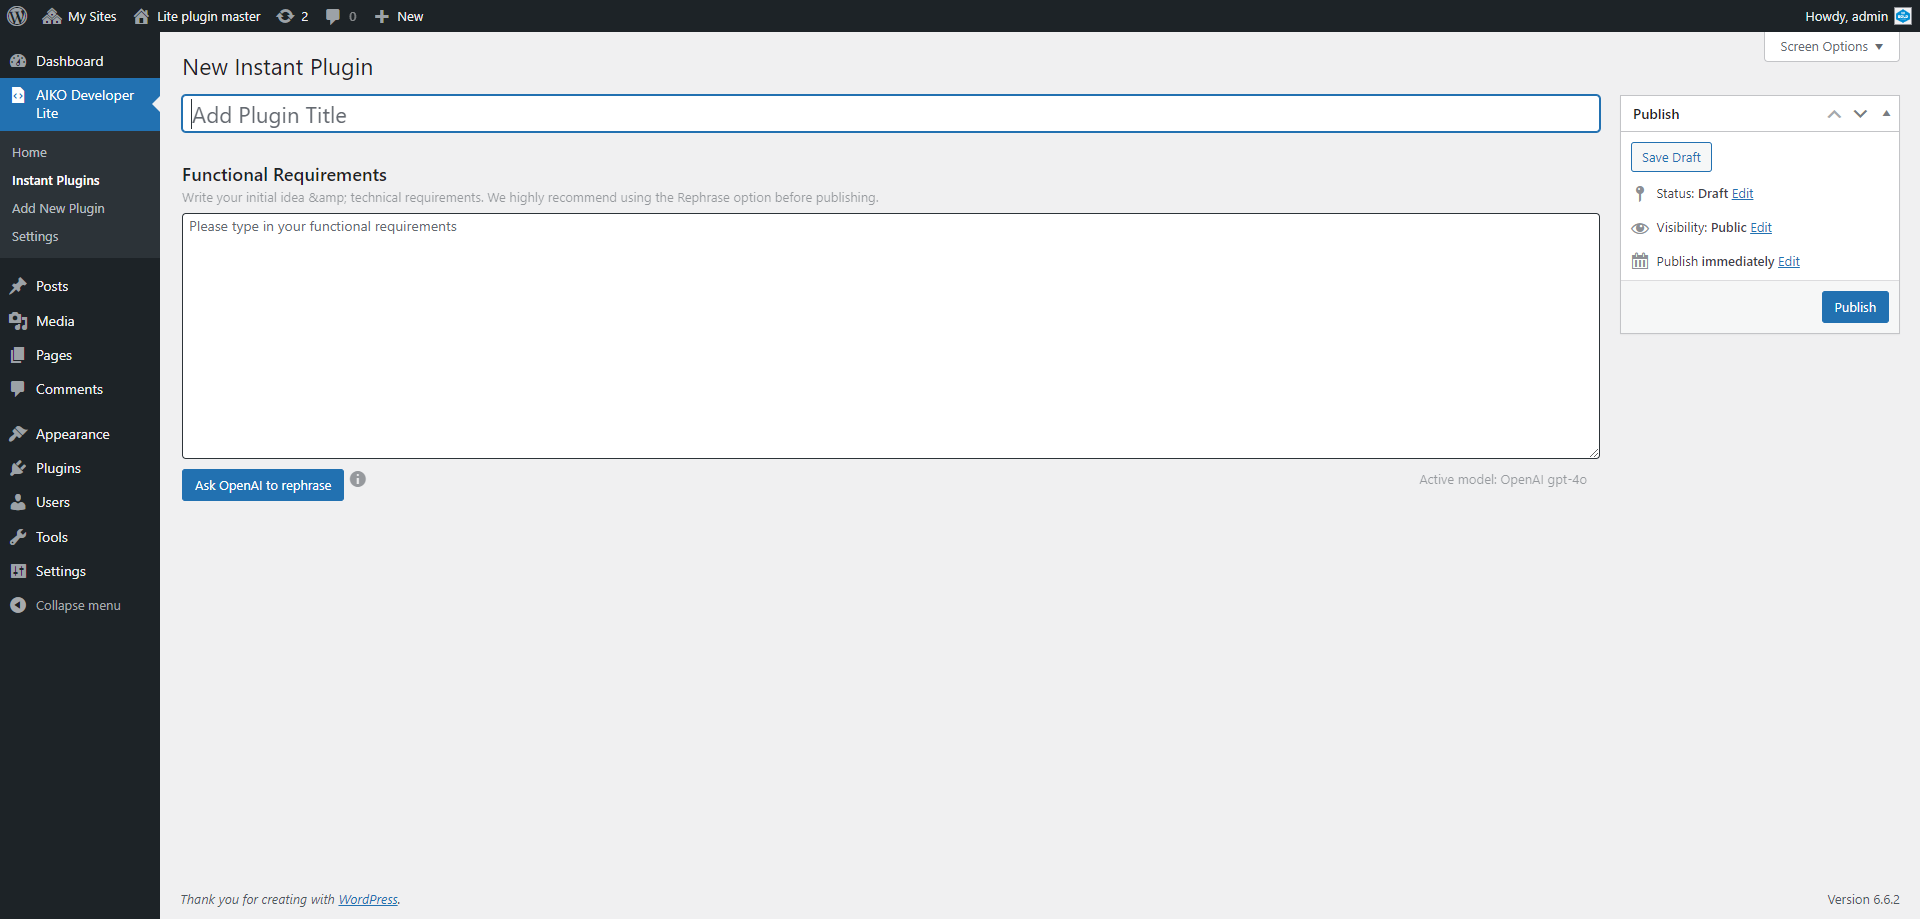 My Sites
Lite plugin master
2
0
New
Howdy, admin
Screen Options
Dashboard
AIKO Developer
Lite
Home
Instant Plugins
Add New Plugin
Settings
Posts
Media
Pages
Comments
Appearance
Plugins
Users
Tools
Settings
Collapse menu
New Instant Plugin
Add Plugin Title
Functional Requirements
Write your initial idea &amp; technical requirements. We highly recommend using the Rephrase option before publishing.
Please type in your functional requirements
Ask OpenAI to rephrase
Active model: OpenAI gpt-4o
Publish
Save Draft
Status: Draft Edit
Visibility: Public Edit
Publish immediately Edit
Publish
Thank you for creating with WordPress.
Version 6.6.2